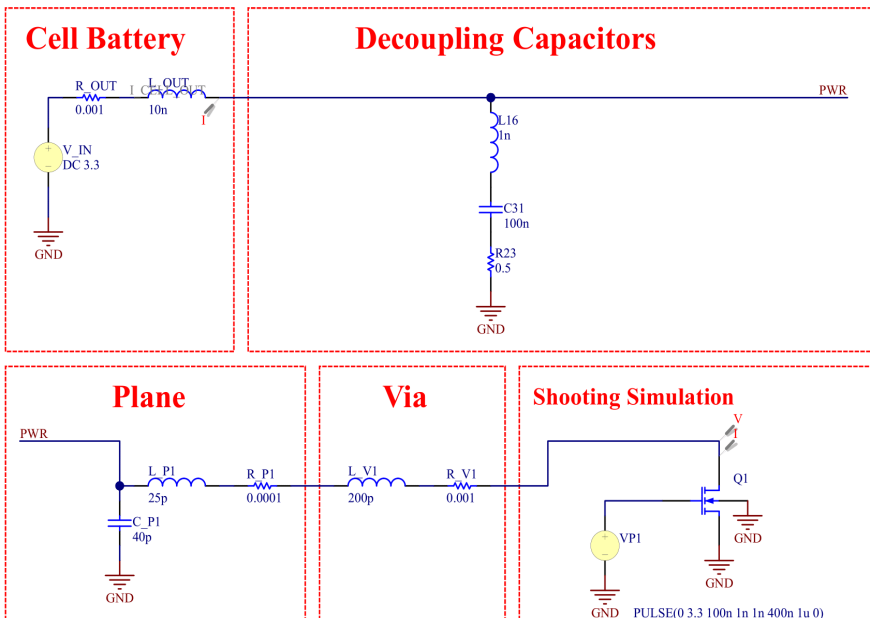 Cell Battery
Decoupling Capacitors
R_OUT
I_CELL_OUT
L_OUT
0.001
10n
I
PWR
L16
1n
V_IN
DC 3.3
C31
100n
GND
R23
0.5
GND
Plane
Via
Shooting Simulation
V
I
PWR
L_P1
25p
R_P1
0.0001
L_V1
200p
R_V1
0.001
Q1
C_P1
40p
VP1
GND
GND
GND
GND
PULSE(0 3.3 100n 1n 1n 400n 1u 0)